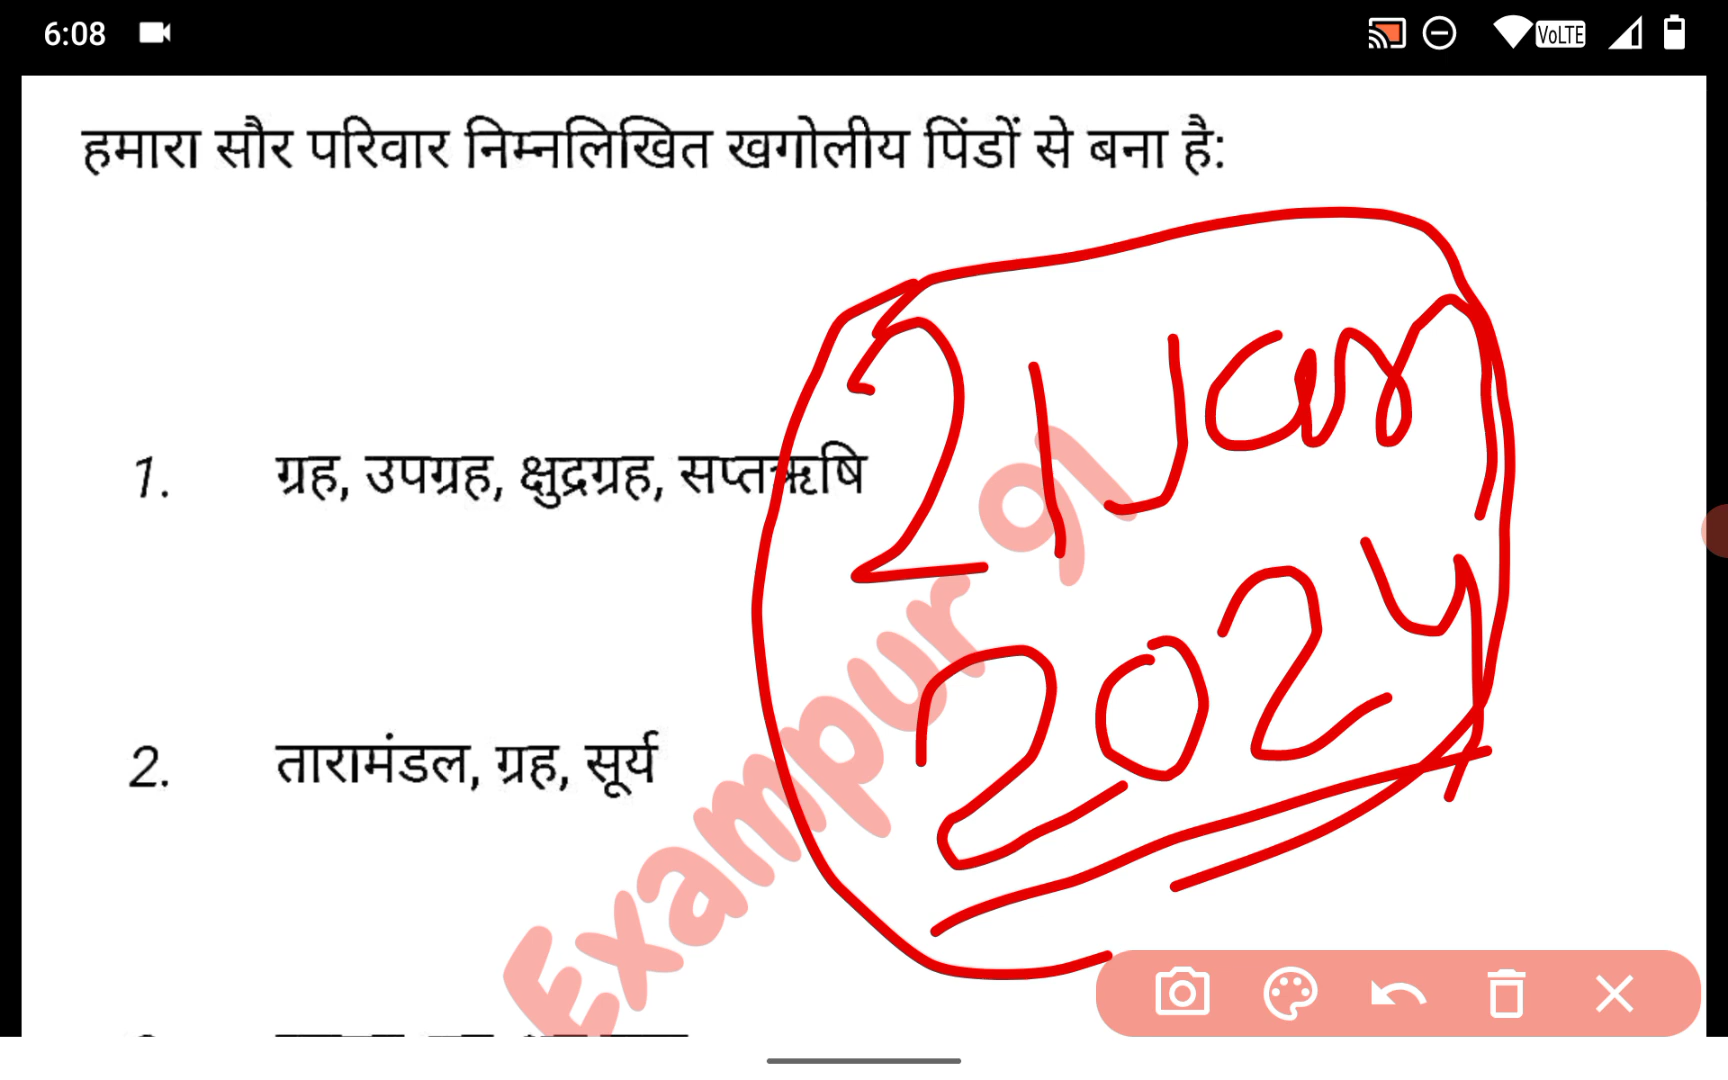 6:08
VoLTE
हमारा सौर परिवार निम्नलिखित खगोलीय पिंडों से बना है:
21 Jan
2024
1. ग्रह, उपग्रह, क्षुद्रग्रह, सप्तऋषि
2. तारामंडल, ग्रह, सूर्य
Exampur